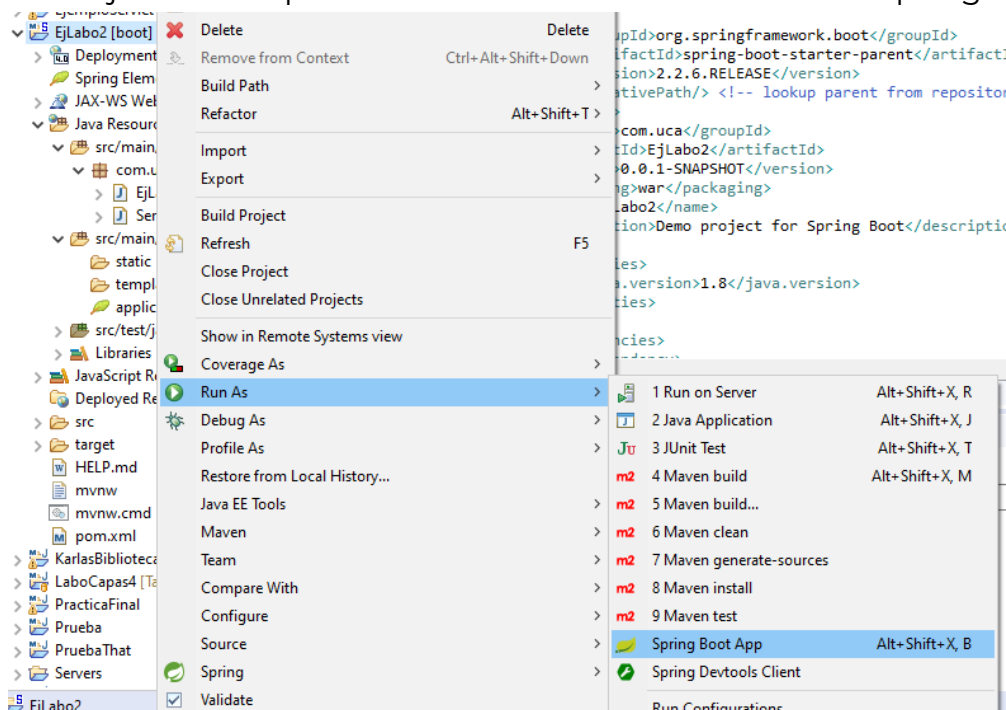 EjLabo2 [boot]
Deployment
Spring Elem
JAX-WS Wel
Java Resourc
src/main,
com.u
EjL
Ser
src/main,
static
templ
applic
src/test/j
Libraries
JavaScript Re
Deployed Re
src
target
HELP.md
mvnw
mvnw.cmd
pom.xml
KarlasBiblioteca
LaboCapas4 [Ta
PracticaFinal
Prueba
PruebaThat
Servers
EjLabo2
Delete Delete
Remove from Context Ctrl+Alt+Shift+Down
Build Path
Refactor Alt+Shift+T
Import
Export
Build Project
Refresh F5
Close Project
Close Unrelated Projects
Show in Remote Systems view
Coverage As
Run As
Debug As
Profile As
Restore from Local History...
Java EE Tools
Maven
Team
Compare With
Configure
Source
Spring
Validate
upId>org.springframework.boot</groupId>
ifactId>spring-boot-starter-parent</artifactI
sion>2.2.6.RELEASE</version>
ativePath/> <!-- lookup parent from repositor
>
>com.uca</groupId>
tId>EjLabo2</artifactId>
>0.0.1-SNAPSHOT</version>
ng>war</packaging>
Labo2</name>
tion>Demo project for Spring Boot</descriptio
ies>
a.version>1.8</java.version>
ties>
ncies>
1 Run on Server Alt+Shift+X, R
2 Java Application Alt+Shift+X, J
3 JUnit Test Alt+Shift+X, T
4 Maven build Alt+Shift+X, M
5 Maven build...
6 Maven clean
7 Maven generate-sources
8 Maven install
9 Maven test
Spring Boot App Alt+Shift+X, B
Spring Devtools Client
Run Configurations